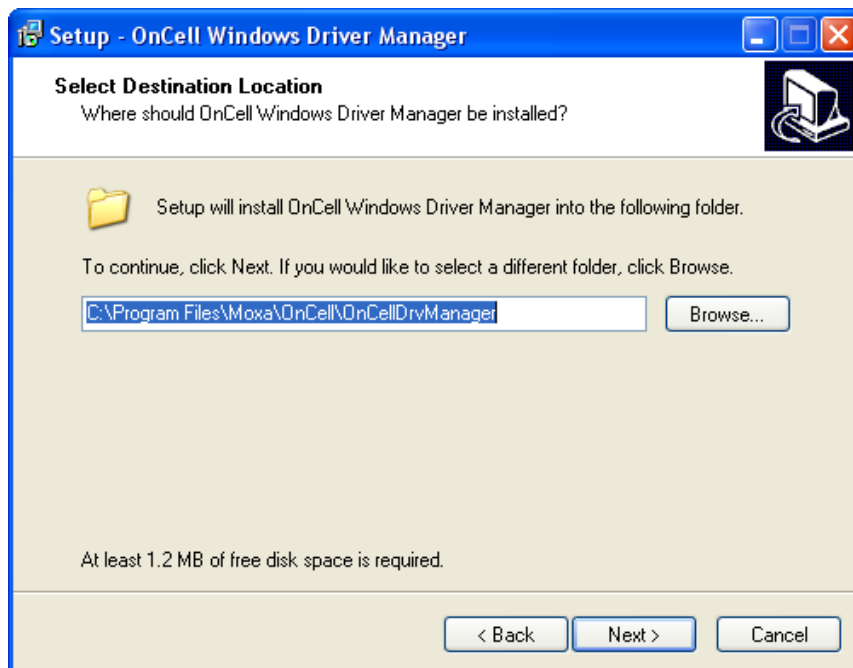 Setup - OnCell Windows Driver Manager
Select Destination Location
Where should OnCell Windows Driver Manager be installed?
Setup will install OnCell Windows Driver Manager into the following folder.
To continue, click Next. If you would like to select a different folder, click Browse.
C:\Program Files\Moxa\OnCell\OnCellDrvManager
Browse...
At least 1.2 MB of free disk space is required.
< Back
Next >
Cancel